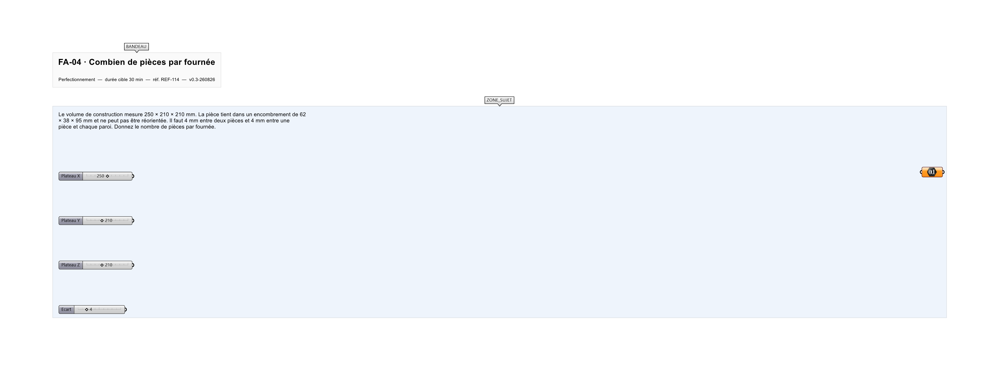 BANDEAU
FA-04 · Combien de pièces par fournée
Perfectionnement — durée cible 30 min — réf. REF-114 — v0.3-260826
ZONE_SUJET
Le volume de construction mesure 250 × 210 × 210 mm. La pièce tient dans un encombrement de 62
× 38 × 95 mm et ne peut pas être réorientée. Il faut 4 mm entre deux pièces et 4 mm entre une
pièce et chaque paroi. Donnez le nombre de pièces par fournée.
Plateau X 250
0.1
Plateau Y 210
Plateau Z 210
Ecart 4